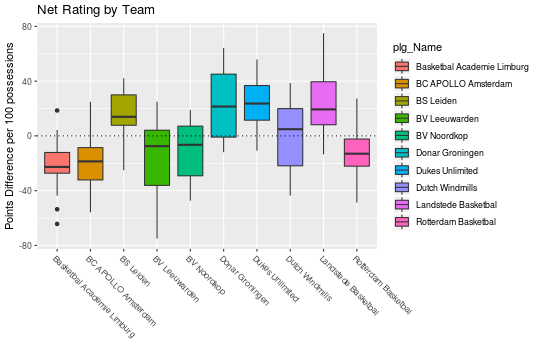 Net Rating by Team
Points Difference per 100 possessions
80
40
0
-40
-80
Basketbal Academie Limburg
BC APOLLO Amsterdam
BS Leiden
BV Leeuwarden
BV Noordkop
Donar Groningen
Dukes Unlimited
Dutch Windmills
Landstede Basketbal
Rotterdam Basketbal
plg_Name
Basketbal Academie Limburg
BC APOLLO Amsterdam
BS Leiden
BV Leeuwarden
BV Noordkop
Donar Groningen
Dukes Unlimited
Dutch Windmills
Landstede Basketbal
Rotterdam Basketbal